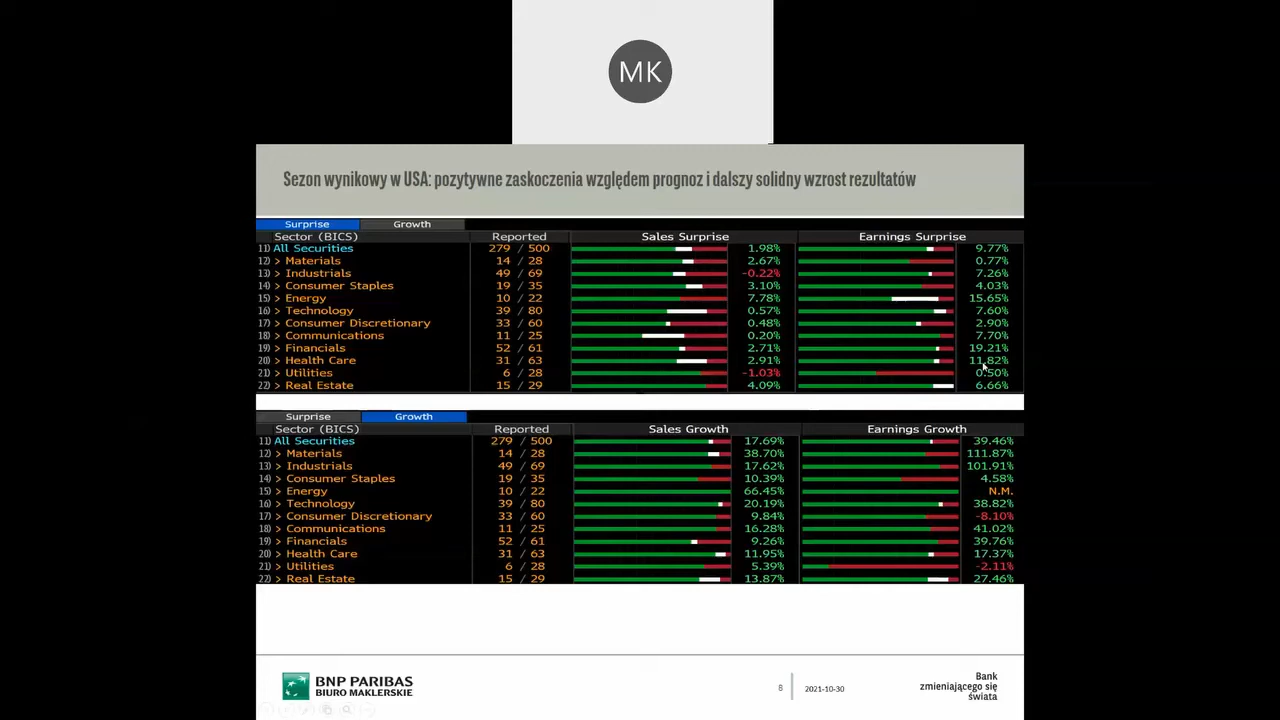 MK
Sezon wynikowy w USA: pozytywne zaskoczenia względem prognoz i dalszy solidny wzrost rezultatów
Surprise Growth
Sector (BICS) Reported Sales Surprise Earnings Surprise
11) All Securities 279 / 500 1.98% 9.77%
12) > Materials 14 / 28 2.67% 0.77%
13) > Industrials 49 / 69 -0.22% 7.26%
14) > Consumer Staples 19 / 35 3.10% 4.03%
15) > Energy 10 / 22 7.78% 15.65%
16) > Technology 39 / 80 0.57% 7.60%
17) > Consumer Discretionary 33 / 60 0.48% 2.90%
18) > Communications 11 / 25 0.20% 7.70%
19) > Financials 52 / 61 2.71% 19.21%
20) > Health Care 31 / 63 2.91% 11.82%
21) > Utilities 6 / 28 -1.03% 0.50%
22) > Real Estate 15 / 29 4.09% 6.66%
Surprise Growth
Sector (BICS) Reported Sales Growth Earnings Growth
11) All Securities 279 / 500 17.69% 39.46%
12) > Materials 14 / 28 38.70% 111.87%
13) > Industrials 49 / 69 17.62% 101.91%
14) > Consumer Staples 19 / 35 10.39% 4.58%
15) > Energy 10 / 22 66.45% N.M.
16) > Technology 39 / 80 20.19% 38.82%
17) > Consumer Discretionary 33 / 60 9.84% -8.10%
18) > Communications 11 / 25 16.28% 41.02%
19) > Financials 52 / 61 9.26% 39.76%
20) > Health Care 31 / 63 11.95% 17.37%
21) > Utilities 6 / 28 5.39% -2.11%
22) > Real Estate 15 / 29 13.87% 27.46%
BNP PARIBAS
BIURO MAKLERSKIE
8 2021-10-30
Bank
zmieniającego się
świata